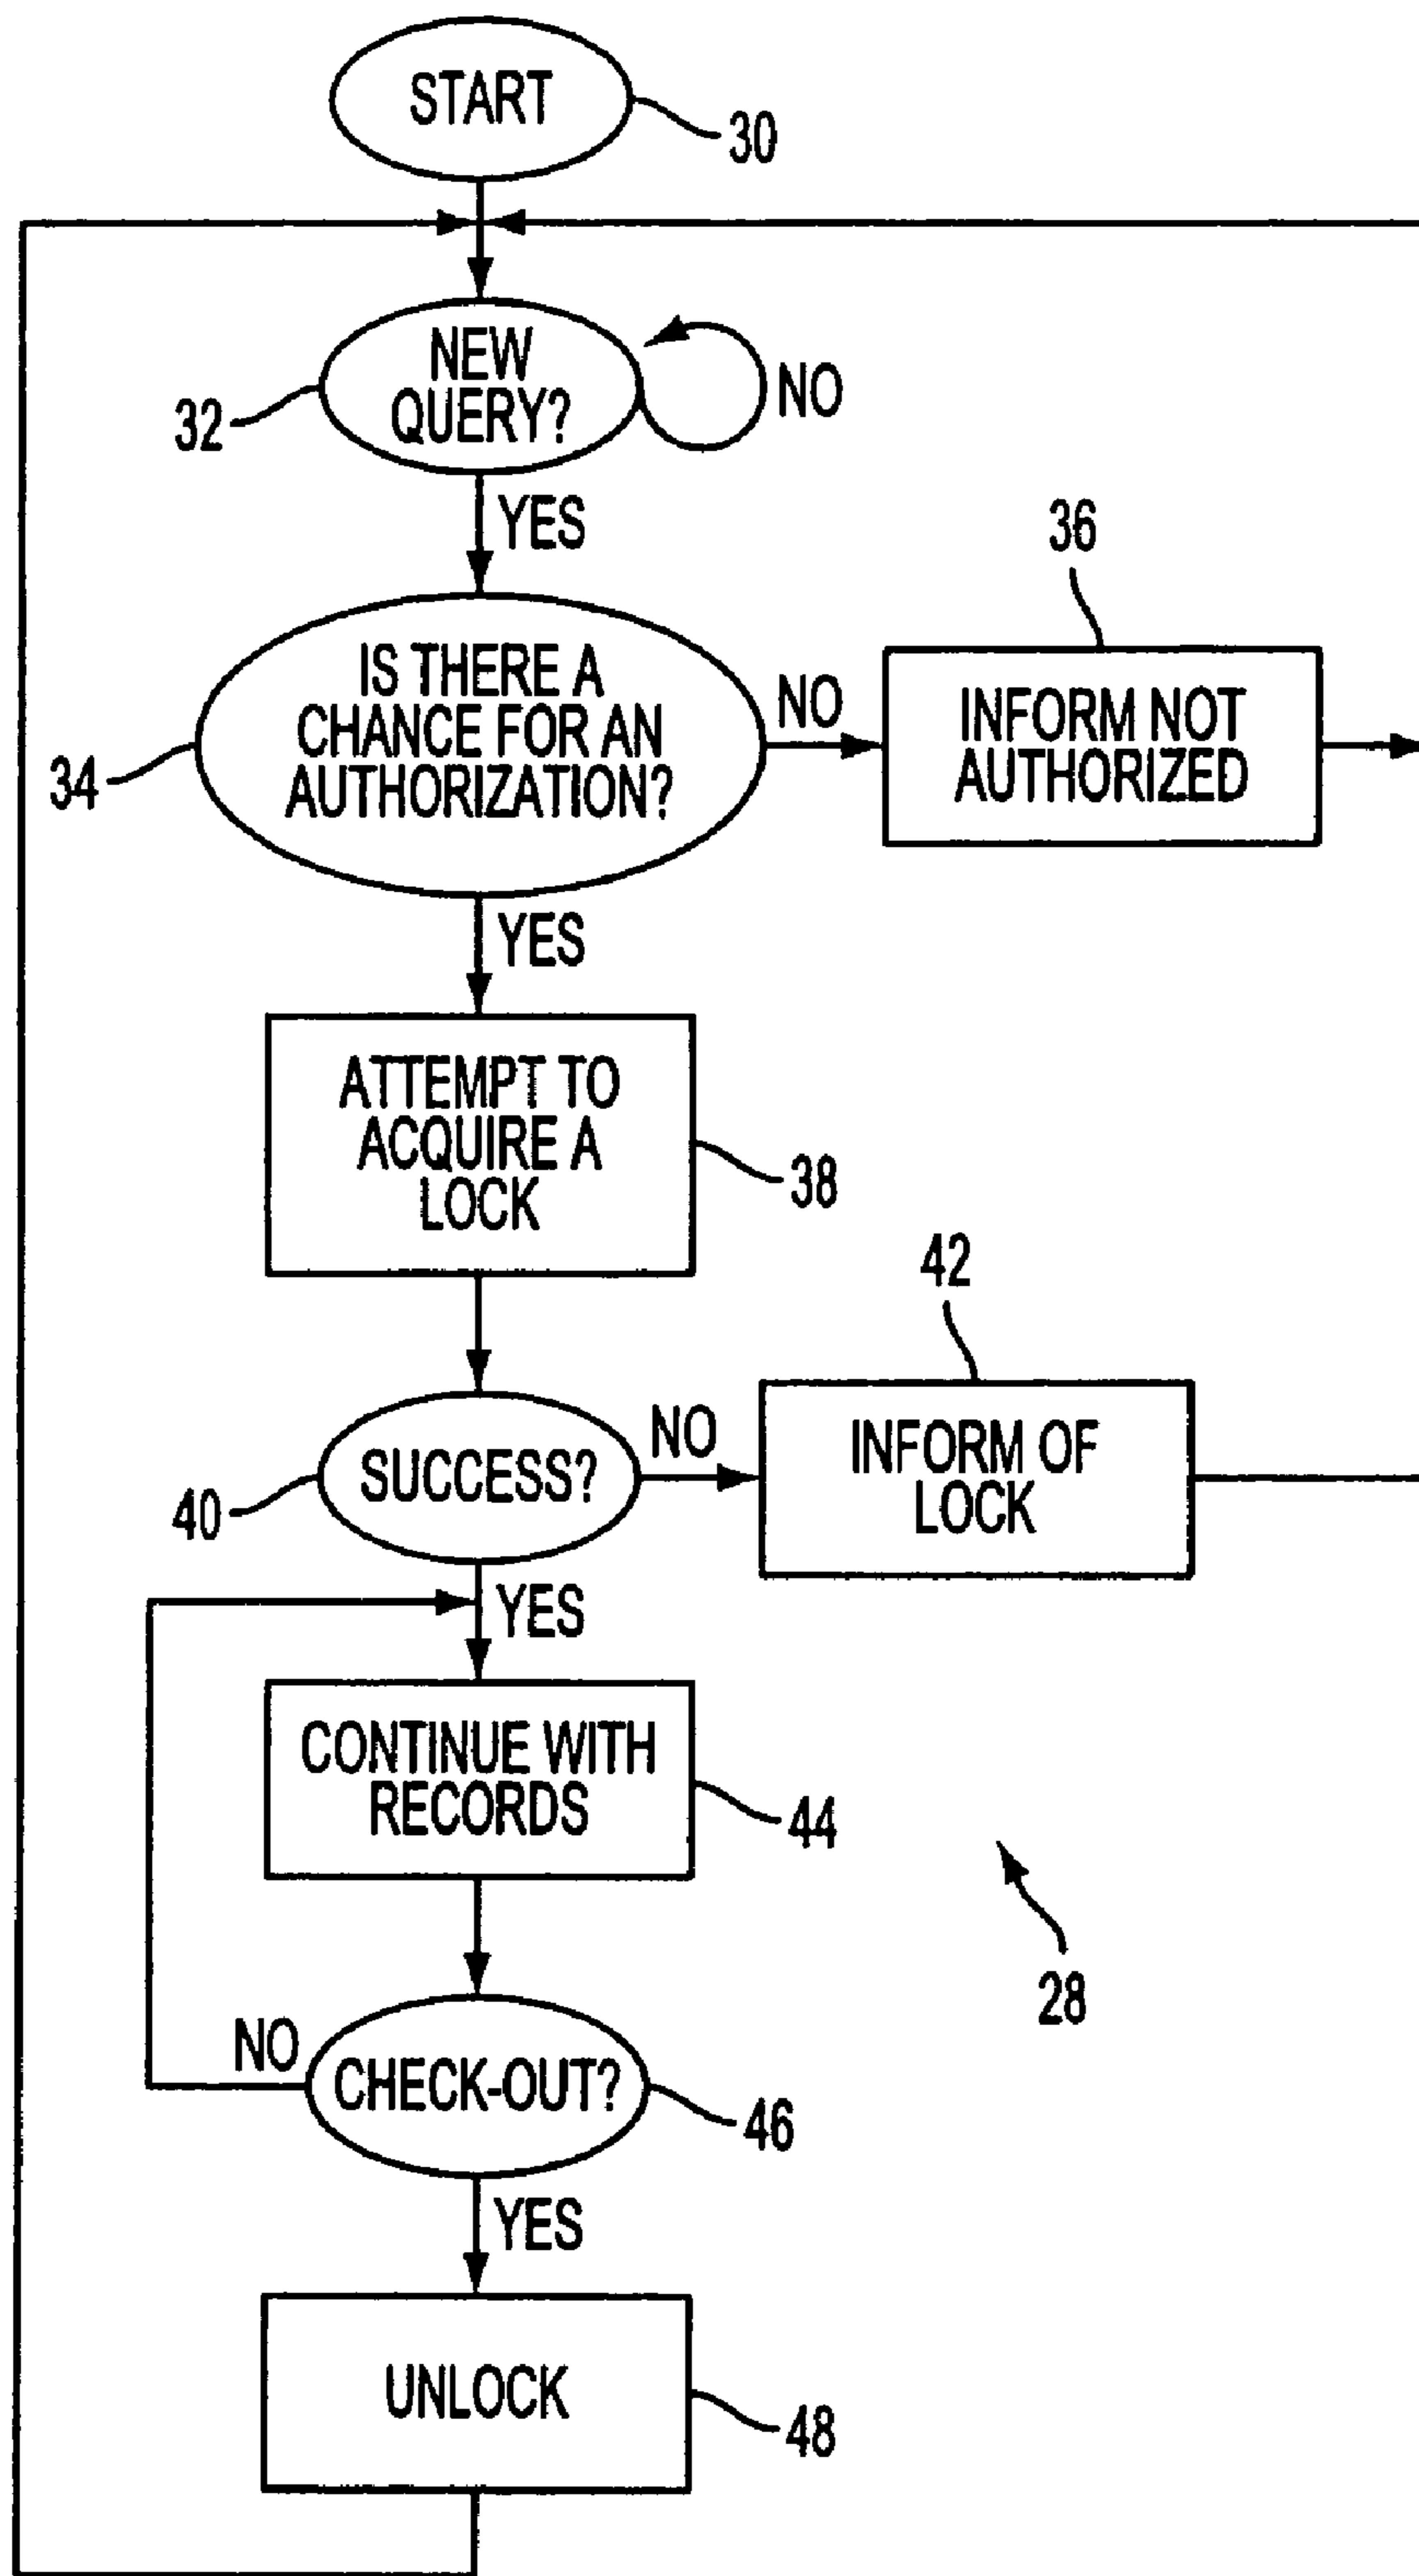 START
30
NEW
QUERY?
32
NO
YES
36
IS THERE A
CHANCE FOR AN
AUTHORIZATION?
34
NO
INFORM NOT
AUTHORIZED
YES
ATTEMPT TO
ACQUIRE A
LOCK
38
42
SUCCESS?
40
NO
INFORM OF
LOCK
YES
CONTINUE WITH
RECORDS
44
28
NO
CHECK-OUT?
46
YES
UNLOCK
48